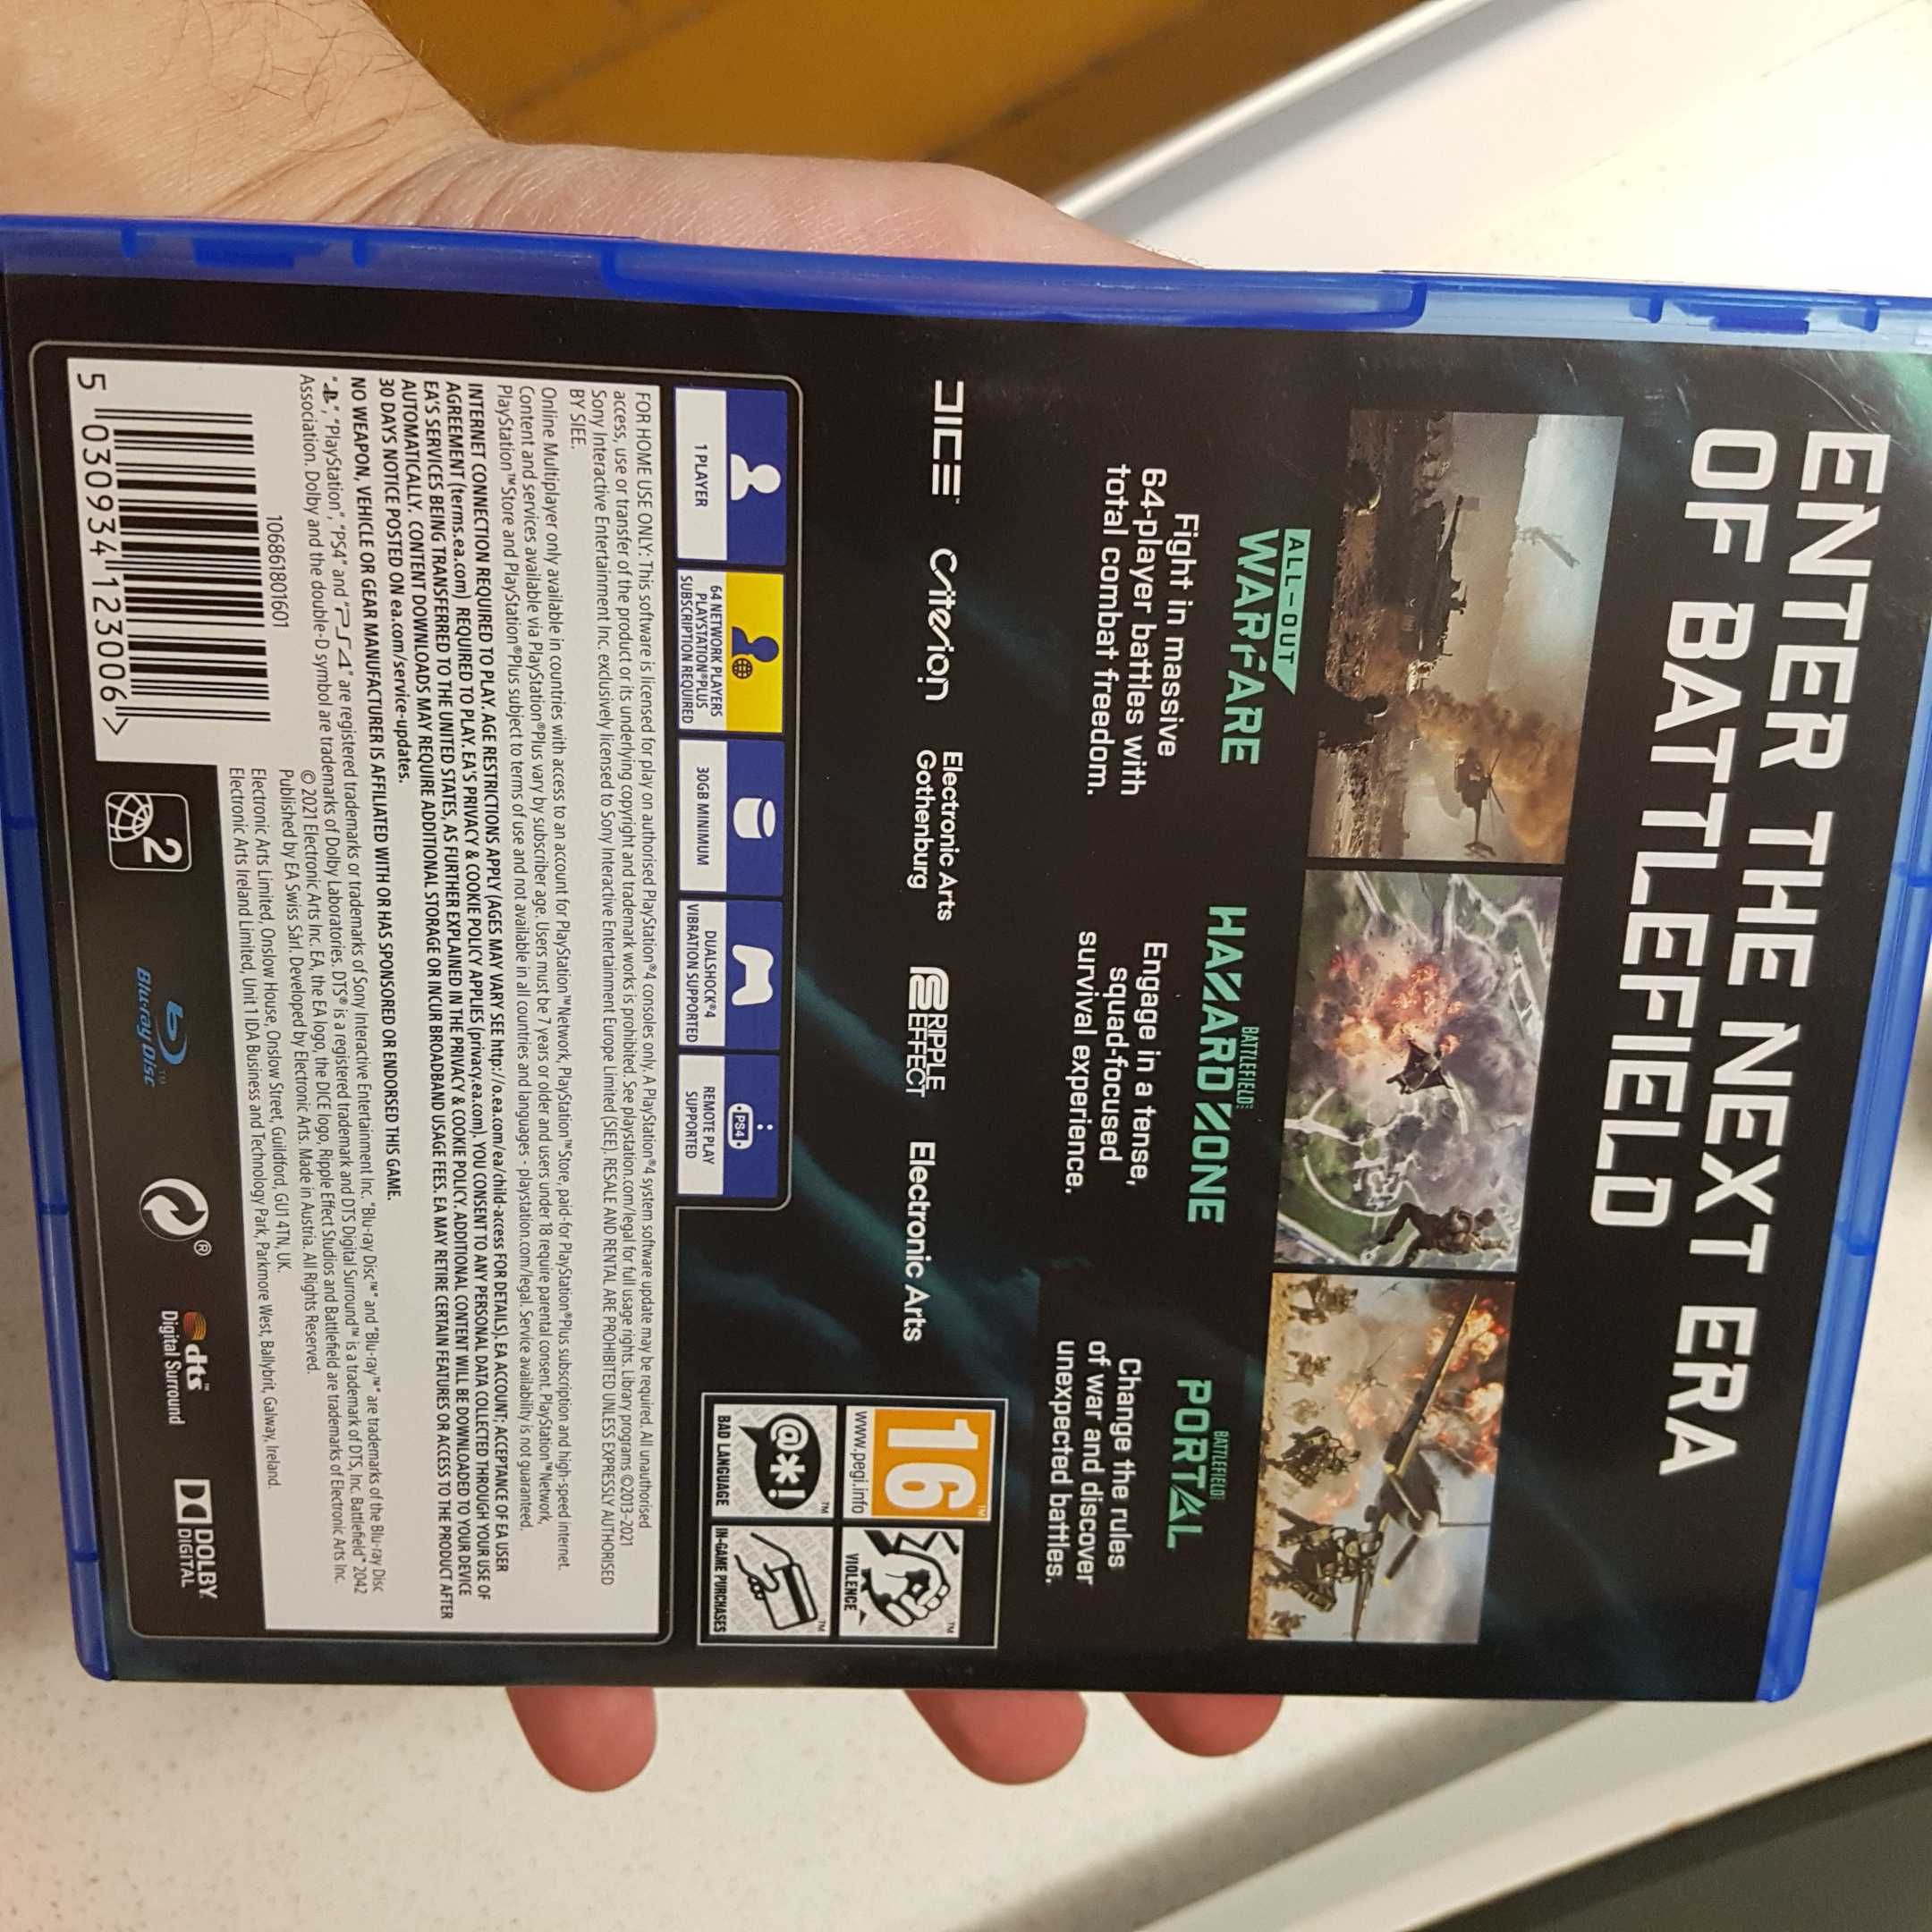 ENTER THE NEXT ERA
OF BATTLEFIELD
ALL-OUT
WARFARE
Fight in massive
64-player battles with
total combat freedom.
BATTLEFIELD
HAZARD ZONE
Engage in a tense,
squad-focused
survival experience.
BATTLEFIELD
PORTAL
Change the rules
of war and discover
unexpected battles.
DICE™
Criterion
Electronic Arts
Gothenburg
RIPPLE
EFFECT
Electronic Arts
1 PLAYER
64 NETWORK PLAYERS
PLAYSTATION®PLUS
SUBSCRIPTION REQUIRED
30GB MINIMUM
DUALSHOCK®4
VIBRATION SUPPORTED
PS4
REMOTE PLAY
SUPPORTED
16™
www.pegi.info
VIOLENCE
™
@*!
BAD LANGUAGE
™
IN-GAME PURCHASES
™
FOR HOME USE ONLY: This software is licensed for play on authorised PlayStation®4 consoles only. A PlayStation®4 system software update may be required. All unauthorised
access, use or transfer of the product or its underlying copyright and trademark works is prohibited. See playstation.com/legal for full usage rights. Library programs ©2013-2021
Sony Interactive Entertainment Inc. exclusively licensed to Sony Interactive Entertainment Europe Limited (SIEE). RESALE AND RENTAL ARE PROHIBITED UNLESS EXPRESSLY AUTHORISED
BY SIEE.
Online Multiplayer only available in countries with access to an account for PlayStation™Network, PlayStation™Store, paid-for PlayStation®Plus subscription and high-speed internet.
Content and services available via PlayStation®Plus vary by subscriber age. Users must be 7 years or older and users under 18 require parental consent. PlayStation™Network,
PlayStation™Store and PlayStation®Plus subject to terms of use and not available in all countries and languages - playstation.com/legal. Service availability is not guaranteed.
INTERNET CONNECTION REQUIRED TO PLAY. AGE RESTRICTIONS APPLY (AGES MAY VARY SEE http://o.ea.com/ea/child-access FOR DETAILS). EA ACCOUNT; ACCEPTANCE OF EA USER
AGREEMENT (terms.ea.com) REQUIRED TO PLAY. EA'S PRIVACY & COOKIE POLICY APPLIES (privacy.ea.com). YOU CONSENT TO ANY PERSONAL DATA COLLECTED THROUGH YOUR USE OF
EA'S SERVICES BEING TRANSFERRED TO THE UNITED STATES, AS FURTHER EXPLAINED IN THE PRIVACY & COOKIE POLICY. ADDITIONAL CONTENT WILL BE DOWNLOADED TO YOUR DEVICE
AUTOMATICALLY. CONTENT DOWNLOADS MAY REQUIRE ADDITIONAL STORAGE OR INCUR BROADBAND USAGE FEES. EA MAY RETIRE CERTAIN FEATURES OR ACCESS TO THE PRODUCT AFTER
30 DAYS NOTICE POSTED ON ea.com/service-updates.
NO WEAPON, VEHICLE OR GEAR MANUFACTURER IS AFFILIATED WITH OR HAS SPONSORED OR ENDORSED THIS GAME.
" ", "PlayStation", "PS4" and "PS4" are registered trademarks or trademarks of Sony Interactive Entertainment Inc. "Blu-ray Disc™" and "Blu-ray™" are trademarks of the Blu-ray Disc
Association. Dolby and the double-D symbol are trademarks of Dolby Laboratories. DTS® is a registered trademark and DTS Digital Surround™ is a trademark of DTS, Inc. Battlefield™ 2042
© 2021 Electronic Arts Inc. EA, the EA logo, the DICE logo, Ripple Effect Studios and Battlefield are trademarks of Electronic Arts Inc.
Published by EA Swiss Sàrl. Developed by Electronic Arts. Made in Austria. All Rights Reserved.
Electronic Arts Limited, Onslow House, Onslow Street, Guildford, GU1 4TN, UK.
Electronic Arts Ireland Limited, Unit 1 IDA Business and Technology Park, Parkmore West, Ballybrit, Galway, Ireland.
106861801601
5 030934 123006 >
2
Blu-ray Disc™
®
dts™
Digital Surround
DOLBY
DIGITAL